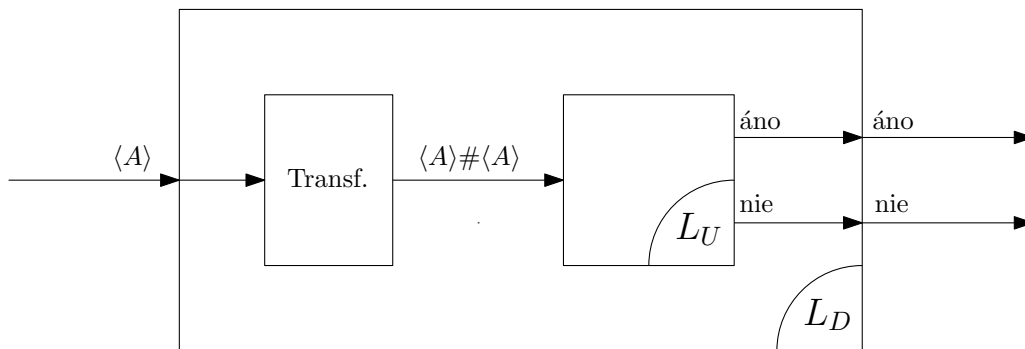 ⟨A⟩
Transf.
⟨A⟩#⟨A⟩
áno
áno
nie
nie
L_U
L_D